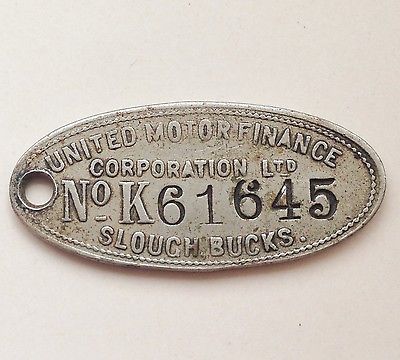 UNITED MOTOR FINANCE
CORPORATION LTD
No K61645
SLOUGH. BUCKS.